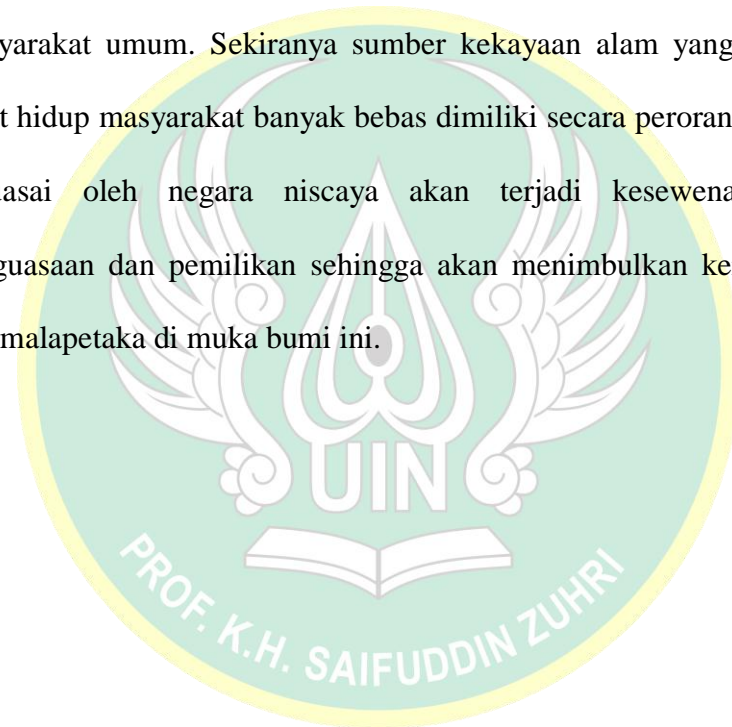 yarakat umum. Sekiranya sumber kekayaan alam yang
t hidup masyarakat banyak bebas dimiliki secara peroran
uasai oleh negara niscaya akan terjadi kesewena
guasaan dan pemilikan sehingga akan menimbulkan ke
malapetaka di muka bumi ini.
UIN
PROF. K.H. SAIFUDDIN ZUHRI